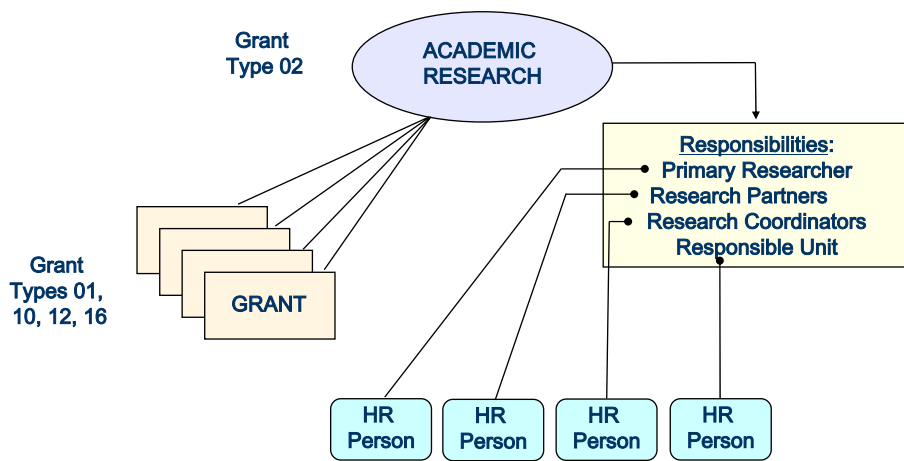 Grant
Type 02
ACADEMIC
RESEARCH
Responsibilities:
Primary Researcher
Research Partners
Research Coordinators
Responsible Unit
Grant
Types 01,
10, 12, 16
GRANT
HR
Person
HR
Person
HR
Person
HR
Person